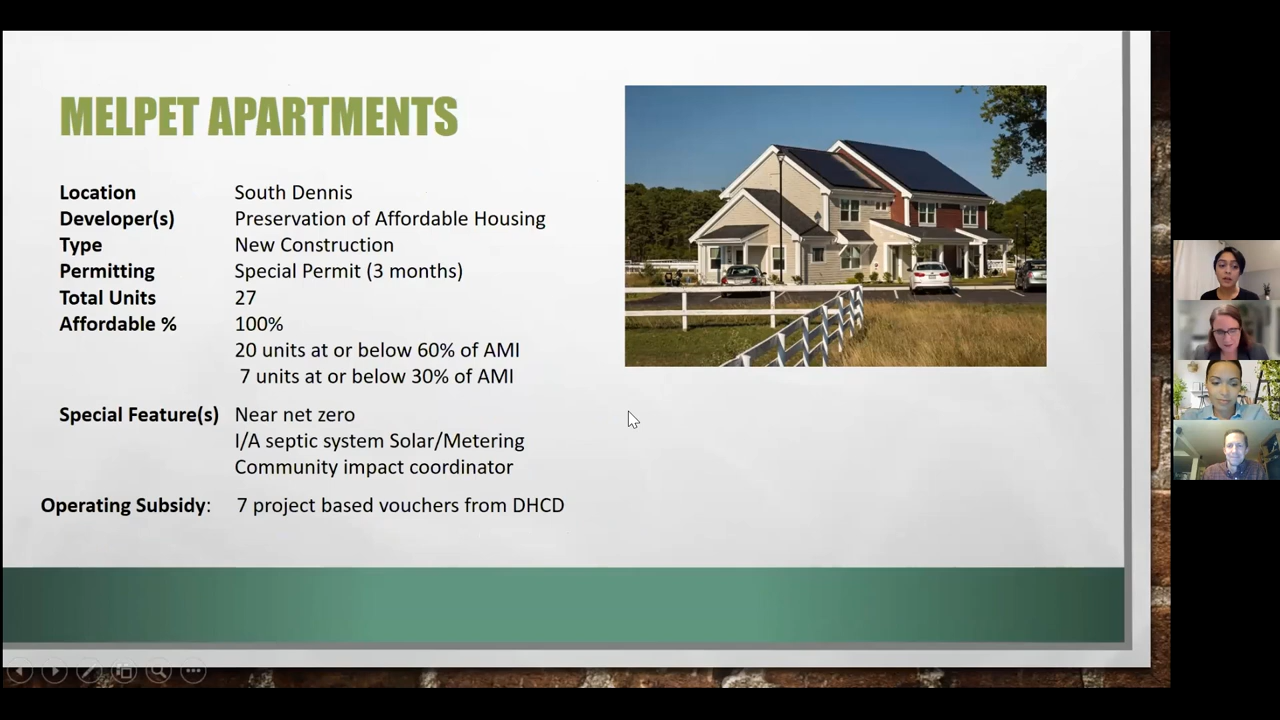 MELPET APARTMENTS
Location South Dennis
Developer(s) Preservation of Affordable Housing
Type New Construction
Permitting Special Permit (3 months)
Total Units 27
Affordable % 100%
20 units at or below 60% of AMI
7 units at or below 30% of AMI
Special Feature(s) Near net zero
I/A septic system Solar/Metering
Community impact coordinator
Operating Subsidy: 7 project based vouchers from DHCD